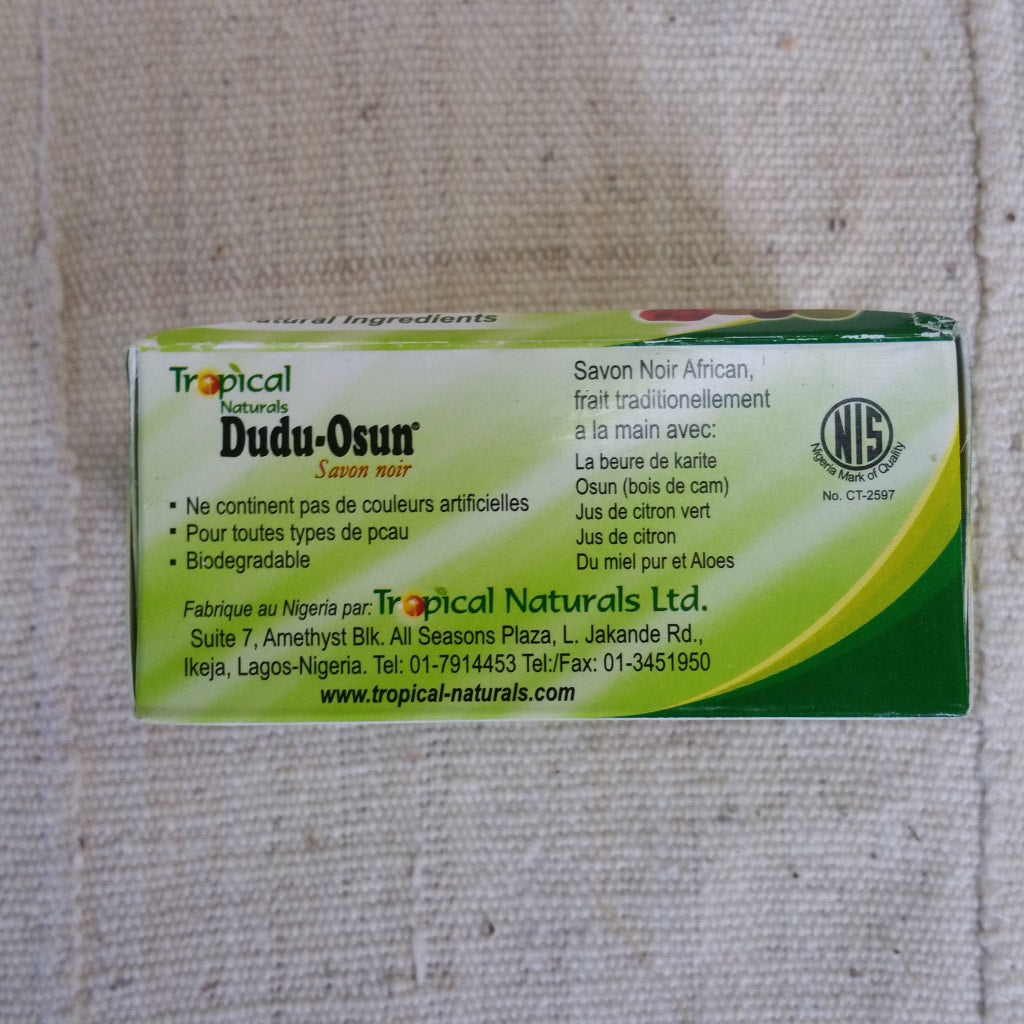 Natural Ingredients
Tropical
Naturals
Dudu-Osun®
Savon noir
▪ Ne continent pas de couleurs artificielles
▪ Pour toutes types de pcau
▪ Biodegradable
Savon Noir African,
frait traditionellement
a la main avec:
La beure de karite
Osun (bois de cam)
Jus de citron vert
Jus de citron
Du miel pur et Aloes
NIS
Nigeria Mark of Quality
No. CT-2597
Fabrique au Nigeria par: Tropical Naturals Ltd.
Suite 7, Amethyst Blk. All Seasons Plaza, L. Jakande Rd.,
Ikeja, Lagos-Nigeria. Tel: 01-7914453 Tel:/Fax: 01-3451950
www.tropical-naturals.com